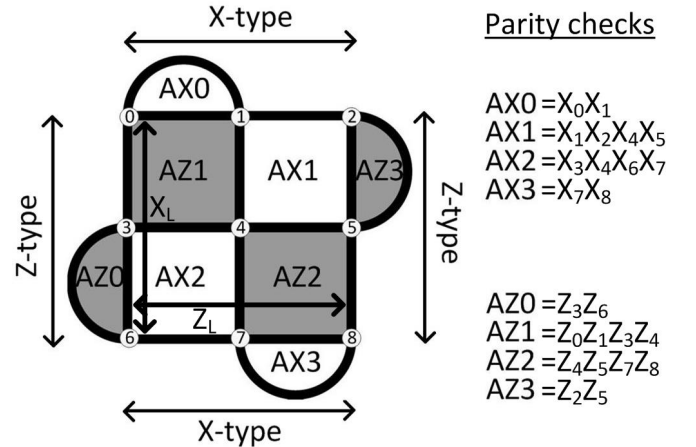 X-type
Parity checks
AX0
0
1
2
AX0 =X₀X₁
AX1 =X₁X₂X₄X₅
AX2 =X₃X₄X₆X₇
AX3 =X₇X₈
AZ1
AX1
AZ3
X_L
Z-type
Z-type
3
4
5
AZ0
AX2
AZ2
Z_L
6
7
8
AX3
AZ0 =Z₃Z₆
AZ1 =Z₀Z₁Z₃Z₄
AZ2 =Z₄Z₅Z₇Z₈
AZ3 =Z₂Z₅
X-type